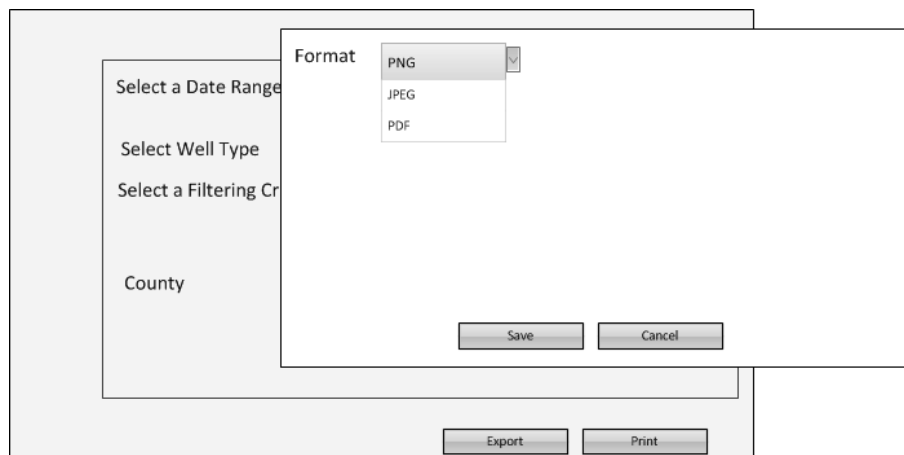 Format
PNG
JPEG
PDF
Select a Date Range
Select Well Type
Select a Filtering Cr
County
Save
Cancel
Export
Print